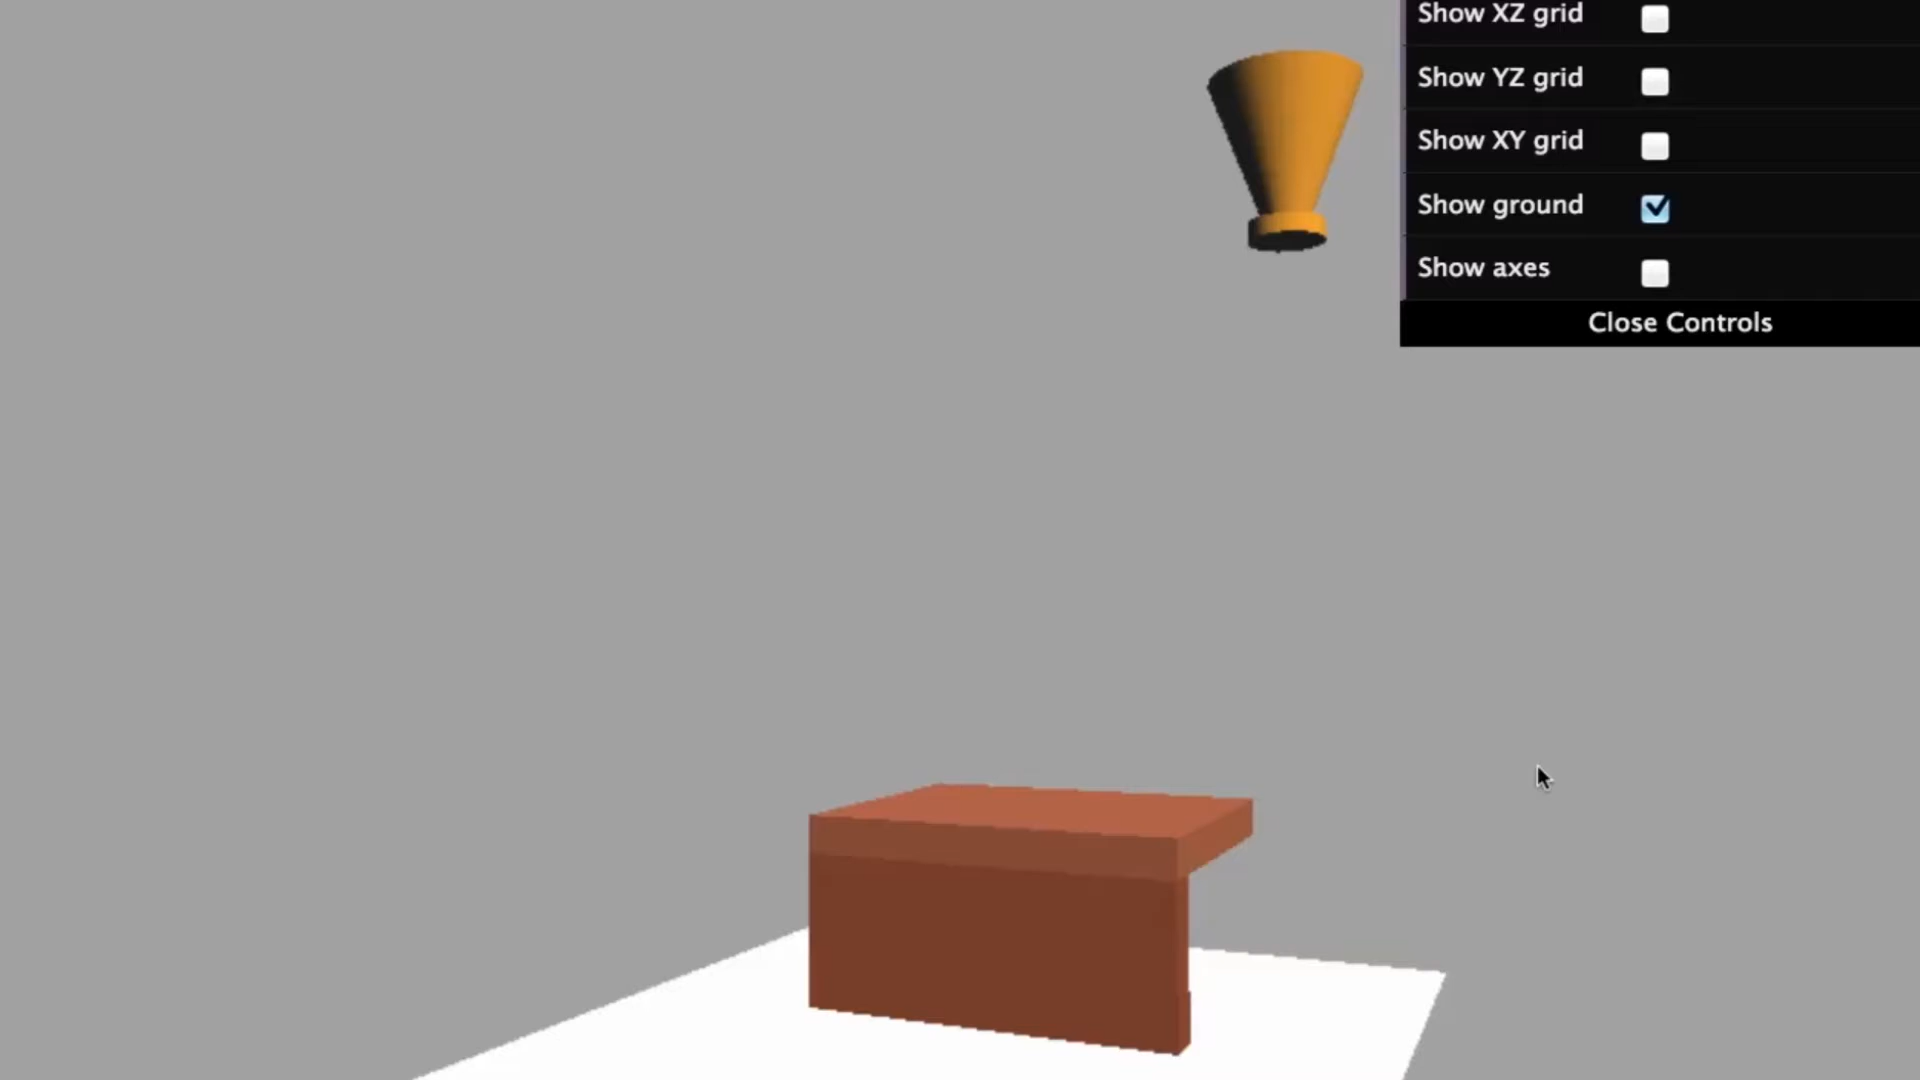 Show XZ grid
Show YZ grid
Show XY grid
Show ground
Show axes
Close Controls